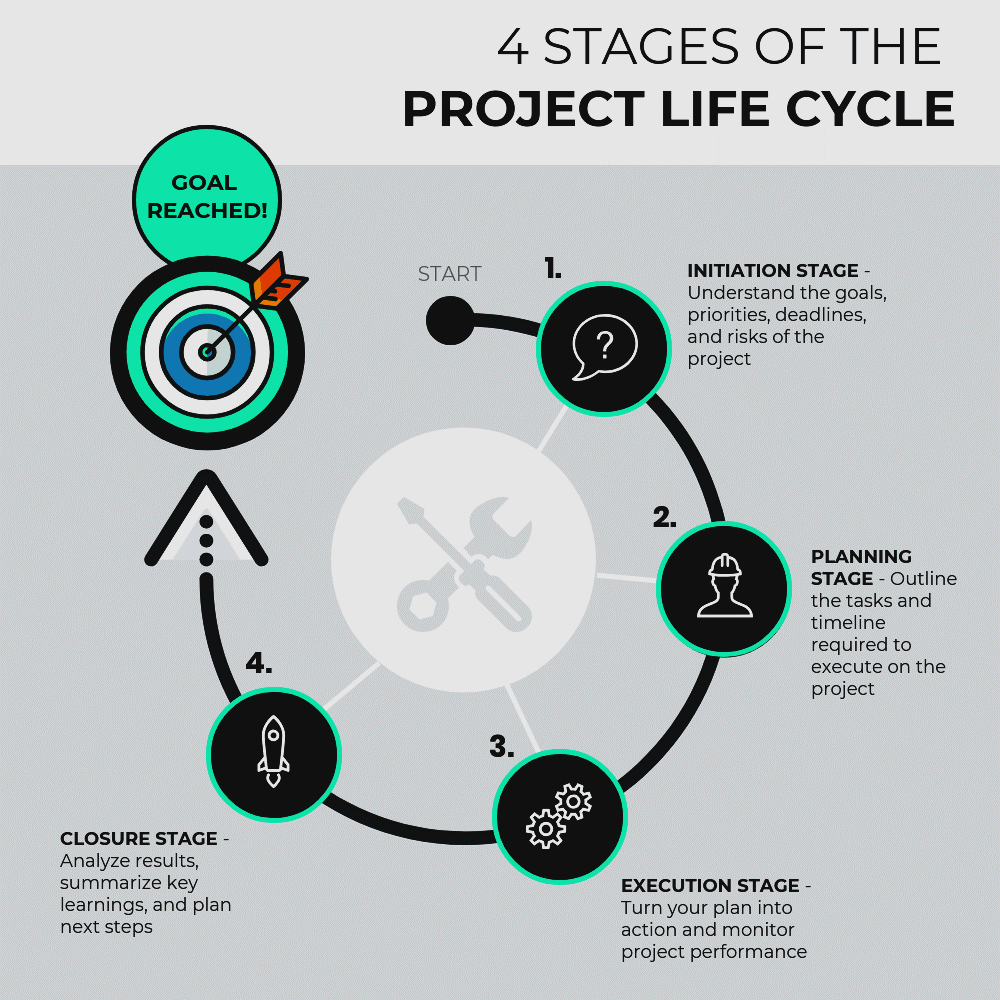 4 STAGES OF THE
PROJECT LIFE CYCLE
GOAL
REACHED!
START
1.
INITIATION STAGE -
Understand the goals,
priorities, deadlines,
and risks of the
project
?
2.
PLANNING
STAGE - Outline
the tasks and
timeline
required to
execute on the
project
3.
EXECUTION STAGE -
Turn your plan into
action and monitor
project performance
4.
CLOSURE STAGE -
Analyze results,
summarize key
learnings, and plan
next steps